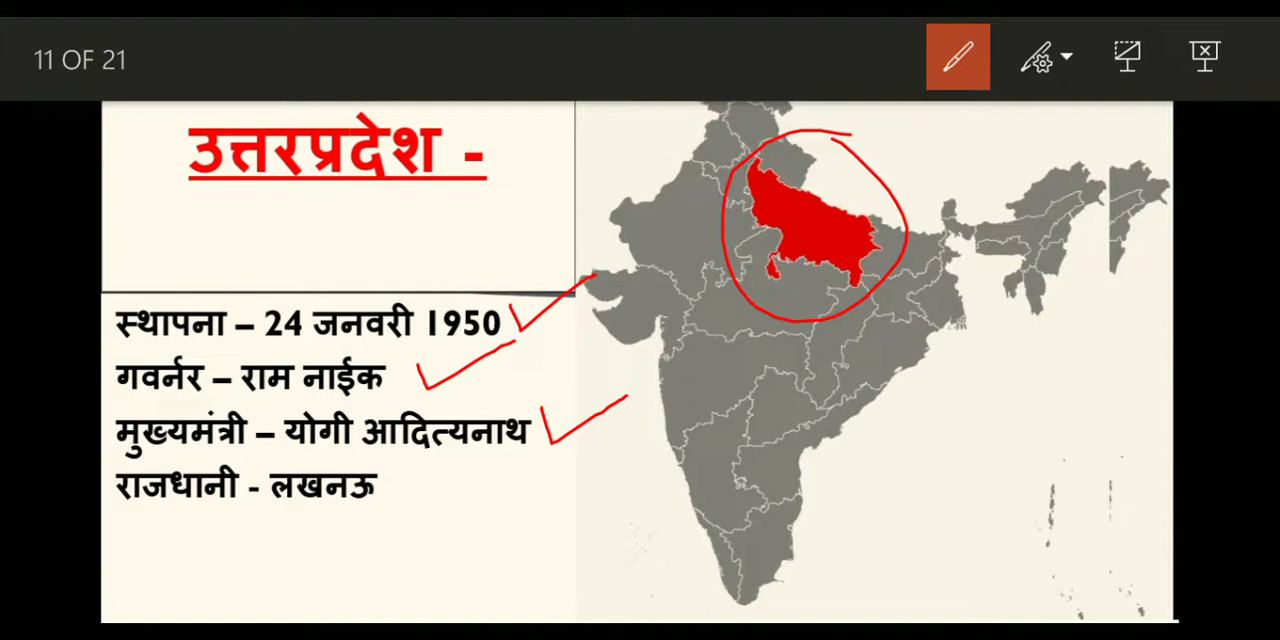 11 OF 21
उत्तरप्रदेश -
स्थापना – 24 जनवरी 1950
गवर्नर – राम नाईक
मुख्यमंत्री – योगी आदित्यनाथ
राजधानी - लखनऊ